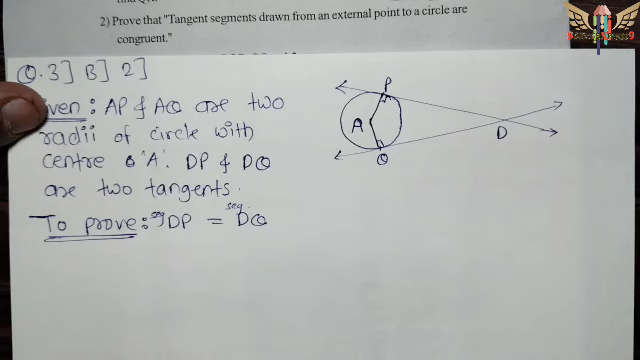 2) Prove that "Tangent segments drawn from an external point to a circle are
congruent."
Q.3] B] 2]
Given: AP & AQ are two
radii of circle with
centre 'A'. DP & DQ
are two tangents.
To prove: seg DP = seg DQ
P
A
D
Q